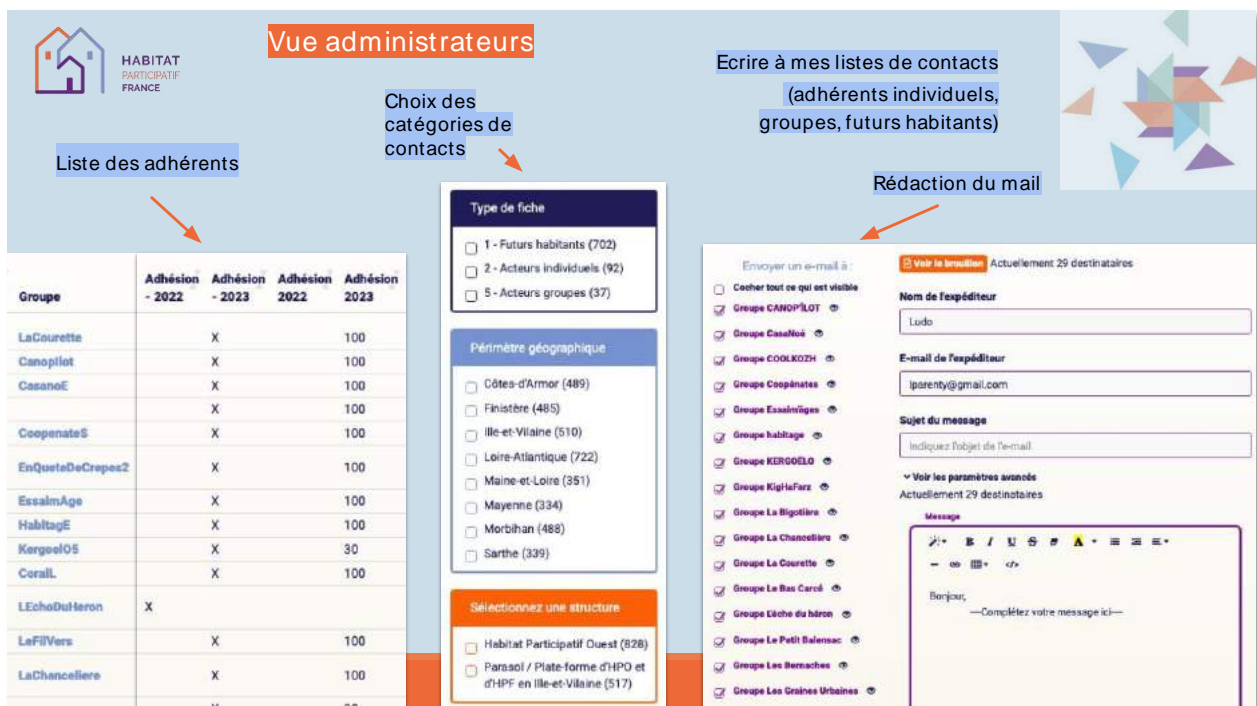 HABITAT
PARTICIPATIF
FRANCE
Vue administrateurs
Liste des adhérents
Choix des
catégories de
contacts
Ecrire à mes listes de contacts
(adhérents individuels,
groupes, futurs habitants)
Rédaction du mail
Groupe Adhésion - 2022 Adhésion - 2023 Adhésion 2022 Adhésion 2023
LaCourette X 100
Canopilot X 100
CasanoE X 100
X 100
CoopenateS X 100
EnQueteDeCrepes2 X 100
EssaimAge X 100
HabitagE X 100
KergoelO5 X 30
CoralL X 100
LEchoDuHeron X
LeFilVers X 100
LaChanceliere X 100
Type de fiche
1 - Futurs habitants (702)
2 - Acteurs individuels (92)
5 - Acteurs groupes (37)
Périmètre géographique
Côtes-d'Armor (489)
Finistère (485)
Ille-et-Vilaine (510)
Loire-Atlantique (722)
Maine-et-Loire (351)
Mayenne (334)
Morbihan (488)
Sarthe (339)
Sélectionnez une structure
Habitat Participatif Ouest (828)
Parasol / Plate-forme d'HPO et
d'HPF en Ille-et-Vilaine (517)
Envoyer un e-mail à :
Cocher tout ce qui est visible
Groupe CANOP'ÎLOT
Groupe CasaNoé
Groupe COOLKOZH
Groupe Coopénates
Groupe Essaim'âges
Groupe habitage
Groupe KERGOËLO
Groupe KigHaFarz
Groupe La Bigotière
Groupe La Chancelière
Groupe La Courette
Groupe Le Bas Carcé
Groupe L'écho du héron
Groupe Le Petit Balensac
Groupe Les Bernaches
Groupe Les Graines Urbaines
Voir le brouillon Actuellement 29 destinataires
Nom de l'expéditeur
Ludo
E-mail de l'expéditeur
lparenty@gmail.com
Sujet du message
Indiquez l'objet de l'e-mail
Voir les paramètres avancés
Actuellement 29 destinataires
Message
B I U S A
Bonjour,
—Complétez votre message ici—